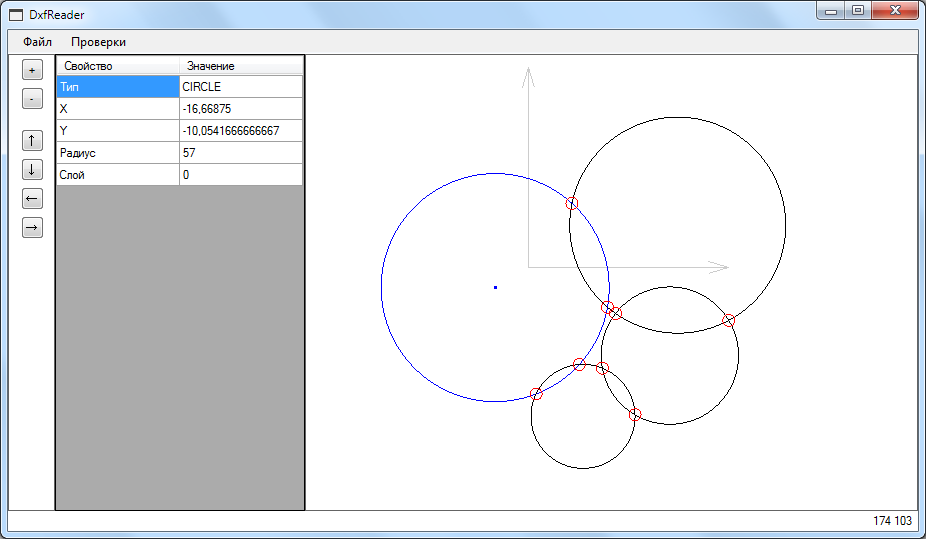 DxfReader
Файл Проверки
+
-
↑
↓
←
→
Свойство Значение
Тип CIRCLE
X -16,66875
Y -10,0541666666667
Радиус 57
Слой 0
174 103